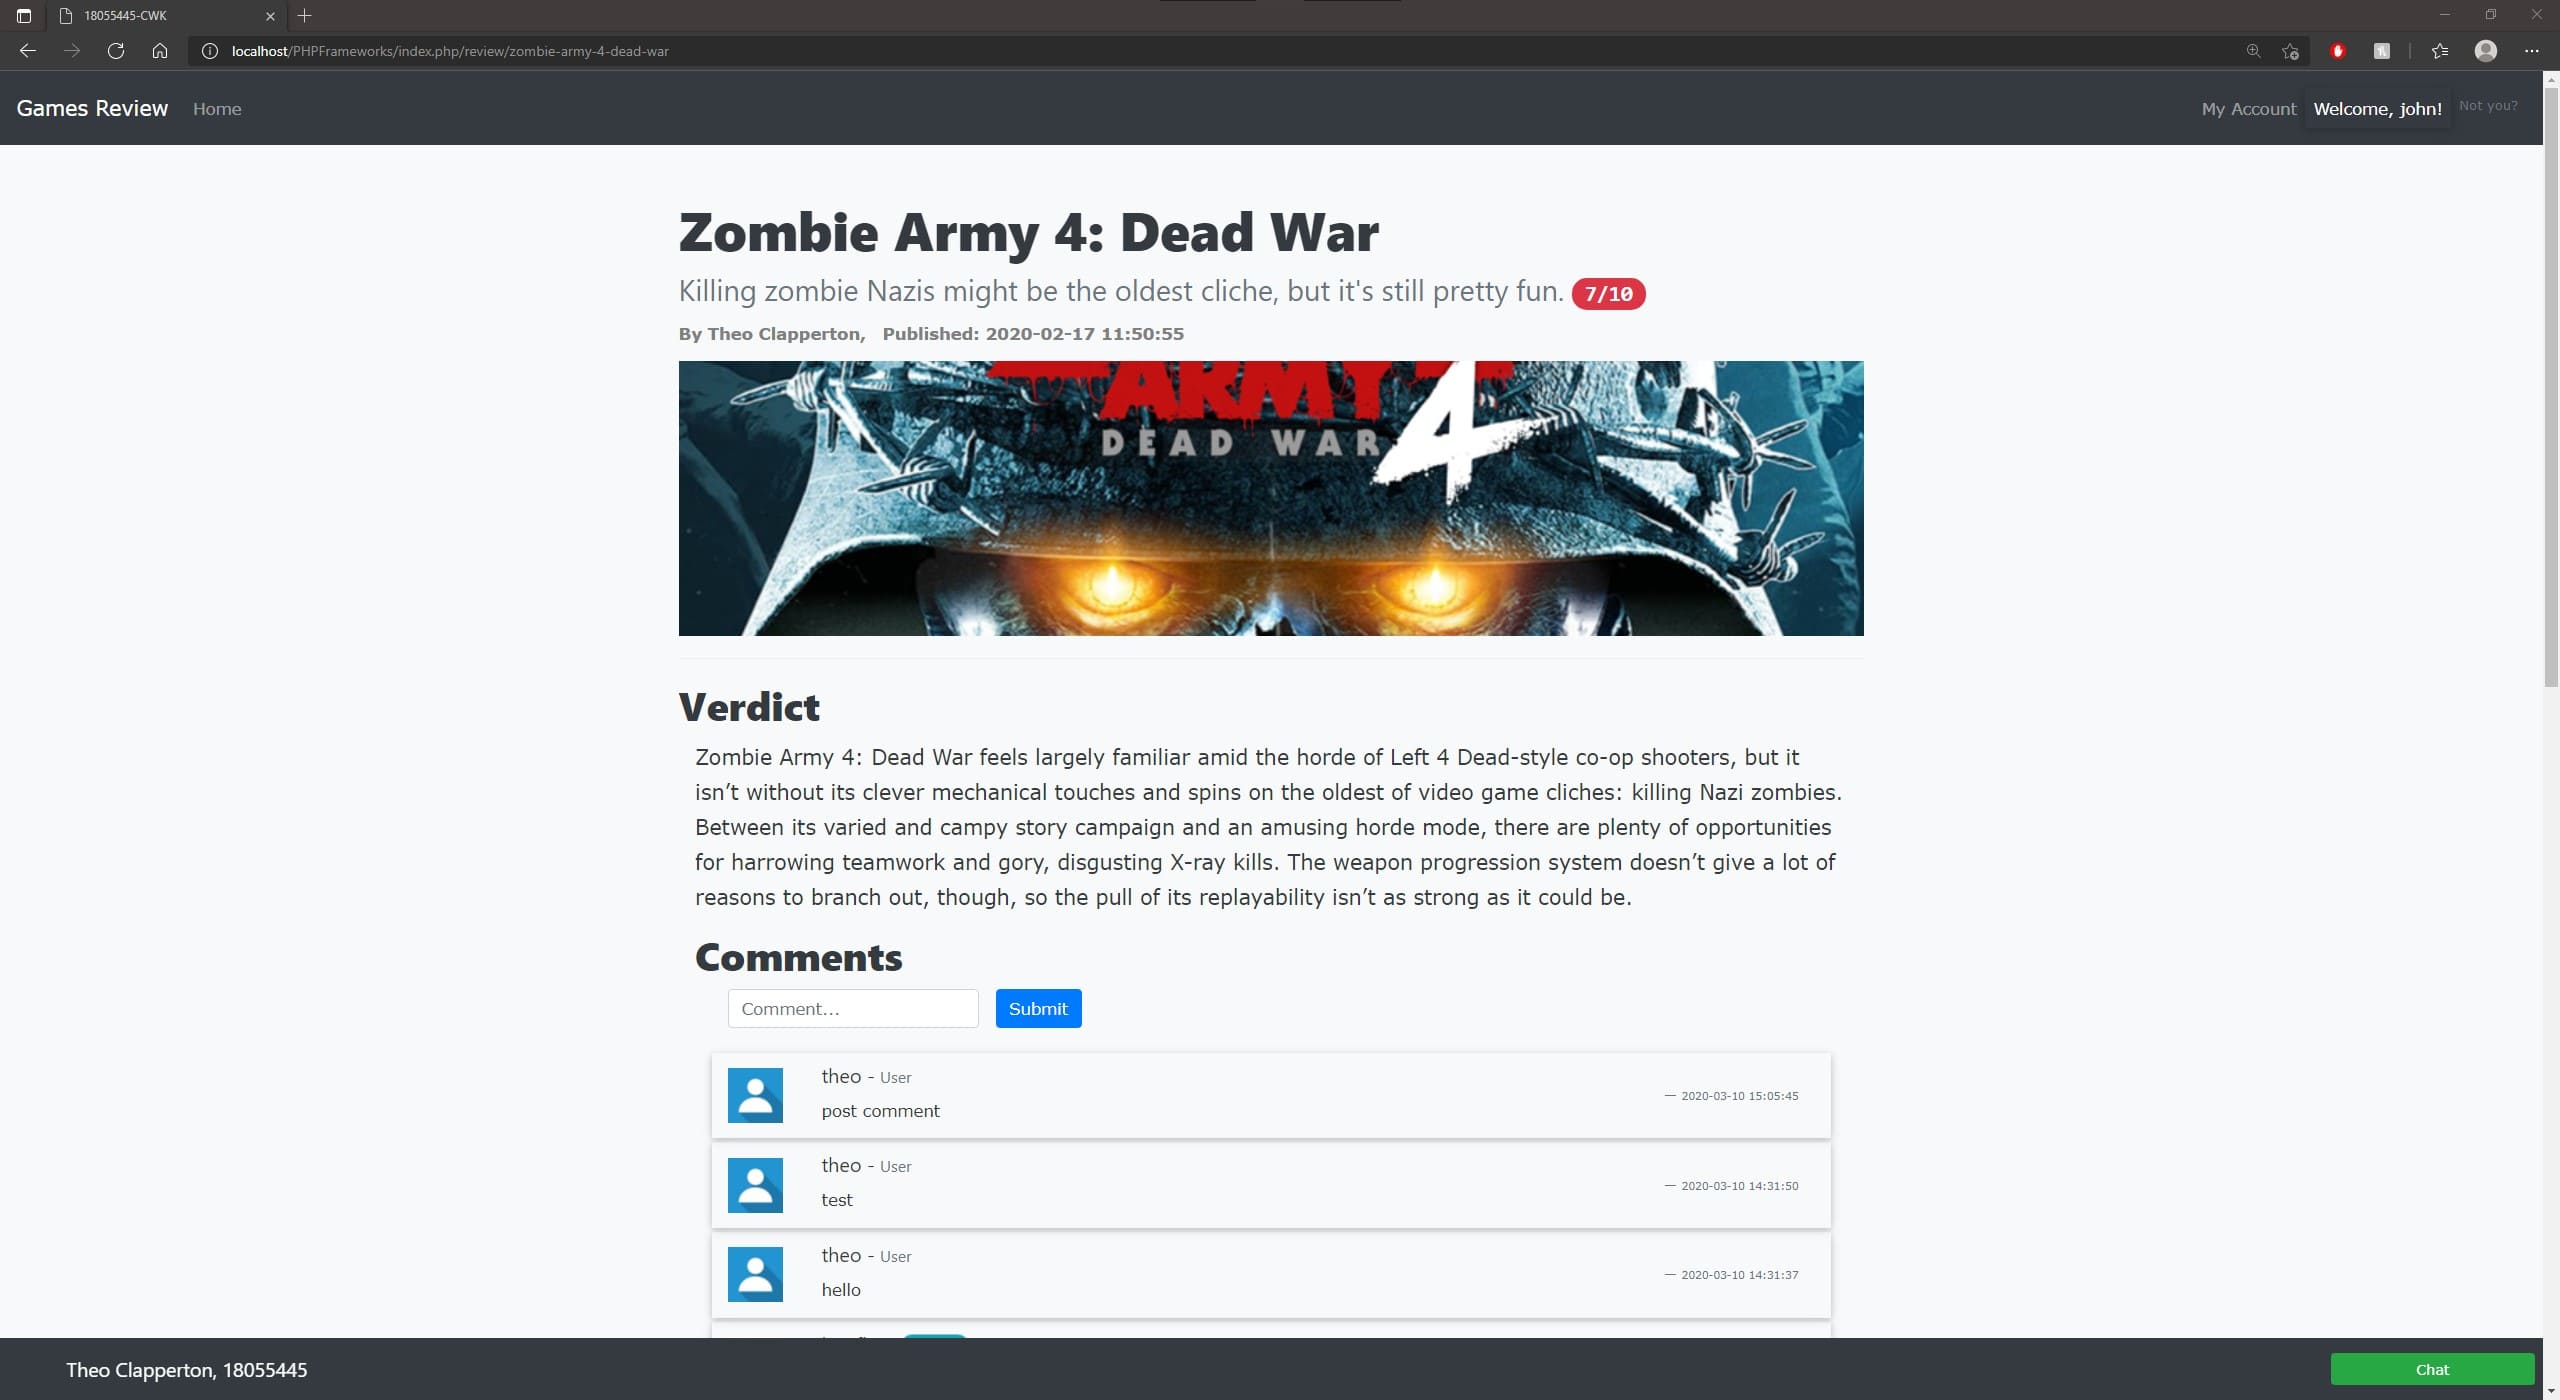 18055445-CWK
localhost/PHPFrameworks/index.php/review/zombie-army-4-dead-war
Games Review Home My Account Welcome, john! Not you?
Zombie Army 4: Dead War
Killing zombie Nazis might be the oldest cliche, but it's still pretty fun. 7/10
By Theo Clapperton, Published: 2020-02-17 11:50:55
ARMY 4
DEAD WAR
Verdict
Zombie Army 4: Dead War feels largely familiar amid the horde of Left 4 Dead-style co-op shooters, but it
isn’t without its clever mechanical touches and spins on the oldest of video game cliches: killing Nazi zombies.
Between its varied and campy story campaign and an amusing horde mode, there are plenty of opportunities
for harrowing teamwork and gory, disgusting X-ray kills. The weapon progression system doesn’t give a lot of
reasons to branch out, though, so the pull of its replayability isn’t as strong as it could be.
Comments
Comment... Submit
theo - User
post comment
— 2020-03-10 15:05:45
theo - User
test
— 2020-03-10 14:31:50
theo - User
hello
— 2020-03-10 14:31:37
Theo Clapperton, 18055445 Chat